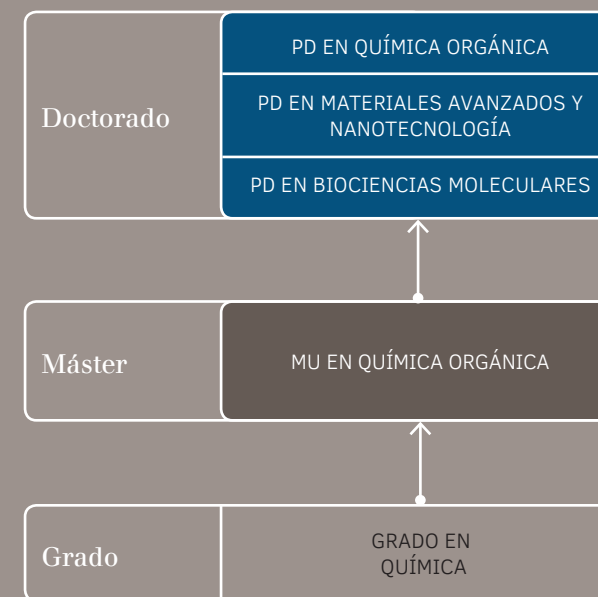 Doctorado
PD EN QUÍMICA ORGÁNICA
PD EN MATERIALES AVANZADOS Y
NANOTECNOLOGÍA
PD EN BIOCIENCIAS MOLECULARES
Máster
MU EN QUÍMICA ORGÁNICA
Grado
GRADO EN
QUÍMICA